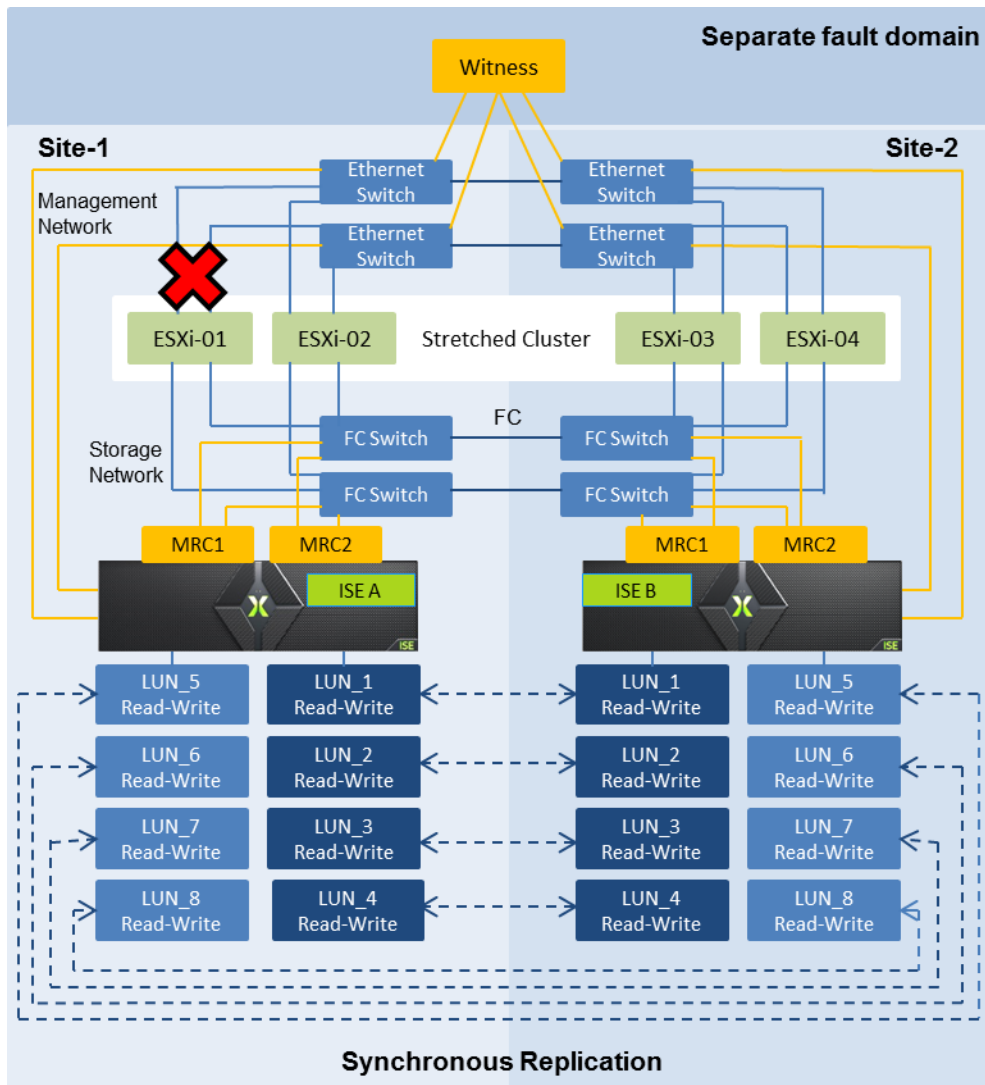 Separate fault domain
Witness
Site-1
Site-2
Ethernet
Switch
Ethernet
Switch
Management
Network
Ethernet
Switch
Ethernet
Switch
ESXi-01
ESXi-02
Stretched Cluster
ESXi-03
ESXi-04
FC
FC Switch
FC Switch
Storage
Network
FC Switch
FC Switch
MRC1
MRC2
MRC1
MRC2
ISE A
ISE B
ISE
ISE
LUN_5
Read-Write
LUN_1
Read-Write
LUN_1
Read-Write
LUN_5
Read-Write
LUN_6
Read-Write
LUN_2
Read-Write
LUN_2
Read-Write
LUN_6
Read-Write
LUN_7
Read-Write
LUN_3
Read-Write
LUN_3
Read-Write
LUN_7
Read-Write
LUN_8
Read-Write
LUN_4
Read-Write
LUN_4
Read-Write
LUN_8
Read-Write
Synchronous Replication